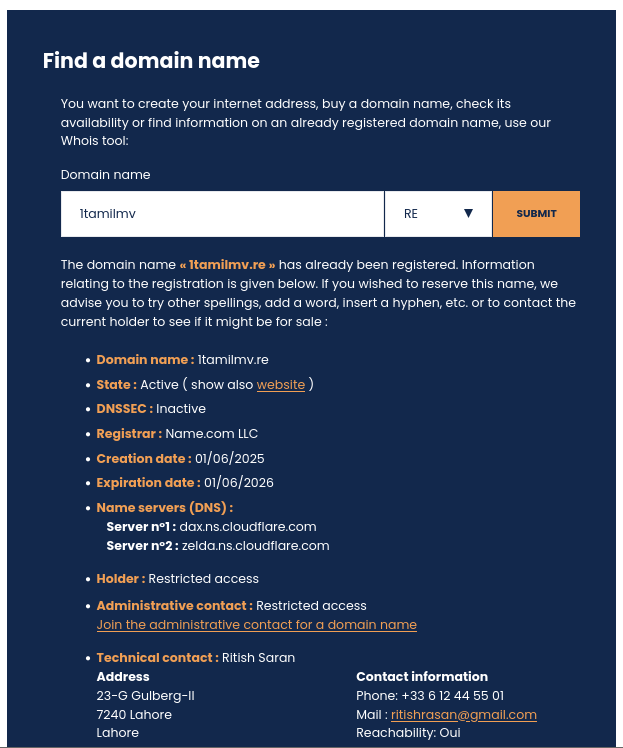 Find a domain name
You want to create your internet address, buy a domain name, check its
availability or find information on an already registered domain name, use our
Whois tool:
Domain name
1tamilmv
RE ▼
SUBMIT
The domain name « 1tamilmv.re » has already been registered. Information
relating to the registration is given below. If you wished to reserve this name, we
advise you to try other spellings, add a word, insert a hyphen, etc. or to contact the
current holder to see if it might be for sale :
• Domain name : 1tamilmv.re
• State : Active ( show also website )
• DNSSEC : Inactive
• Registrar : Name.com LLC
• Creation date : 01/06/2025
• Expiration date : 01/06/2026
• Name servers (DNS) :
Server n°1 : dax.ns.cloudflare.com
Server n°2 : zelda.ns.cloudflare.com
• Holder : Restricted access
• Administrative contact : Restricted access
Join the administrative contact for a domain name
• Technical contact : Ritish Saran
Address
23-G Gulberg-II
7240 Lahore
Lahore
Contact information
Phone: +33 6 12 44 55 01
Mail : ritishrasan@gmail.com
Reachability: Oui